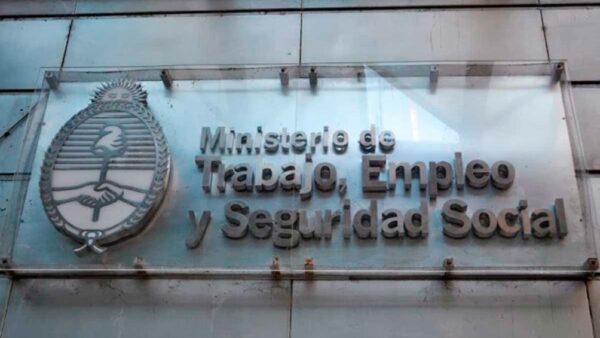 Ministerio de
Trabajo, Empleo
y Seguridad Social